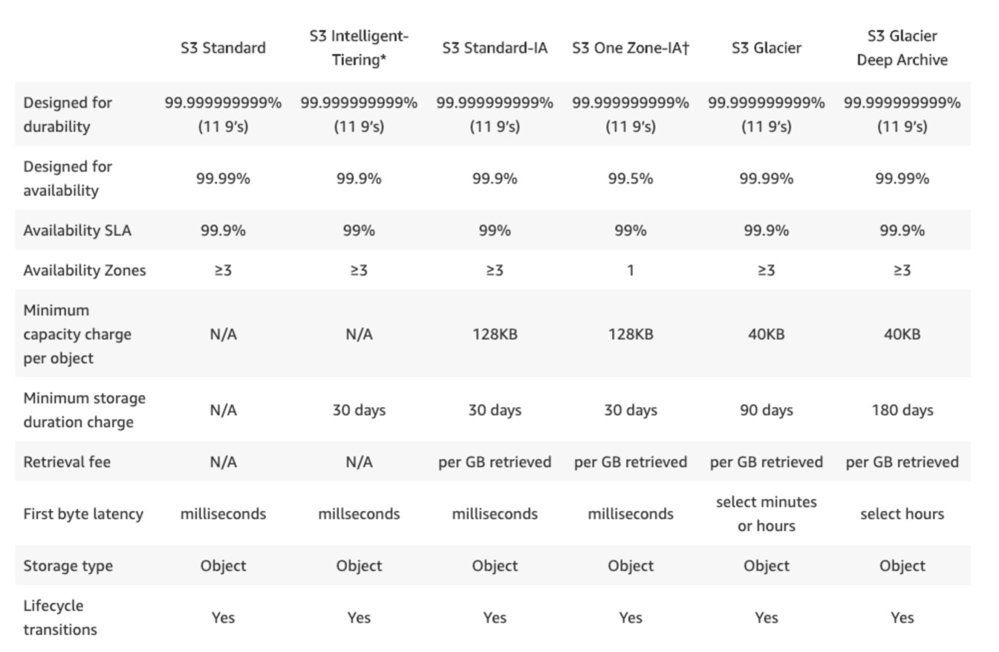 S3 Standard S3 Intelligent-Tiering* S3 Standard-IA S3 One Zone-IA† S3 Glacier S3 Glacier Deep Archive
Designed for durability 99.999999999% (11 9’s) 99.999999999% (11 9’s) 99.999999999% (11 9’s) 99.999999999% (11 9’s) 99.999999999% (11 9’s) 99.999999999% (11 9’s)
Designed for availability 99.99% 99.9% 99.9% 99.5% 99.99% 99.99%
Availability SLA 99.9% 99% 99% 99% 99.9% 99.9%
Availability Zones ≥3 ≥3 ≥3 1 ≥3 ≥3
Minimum capacity charge per object N/A N/A 128KB 128KB 40KB 40KB
Minimum storage duration charge N/A 30 days 30 days 30 days 90 days 180 days
Retrieval fee N/A N/A per GB retrieved per GB retrieved per GB retrieved per GB retrieved
First byte latency milliseconds millseconds milliseconds milliseconds select minutes or hours select hours
Storage type Object Object Object Object Object Object
Lifecycle transitions Yes Yes Yes Yes Yes Yes